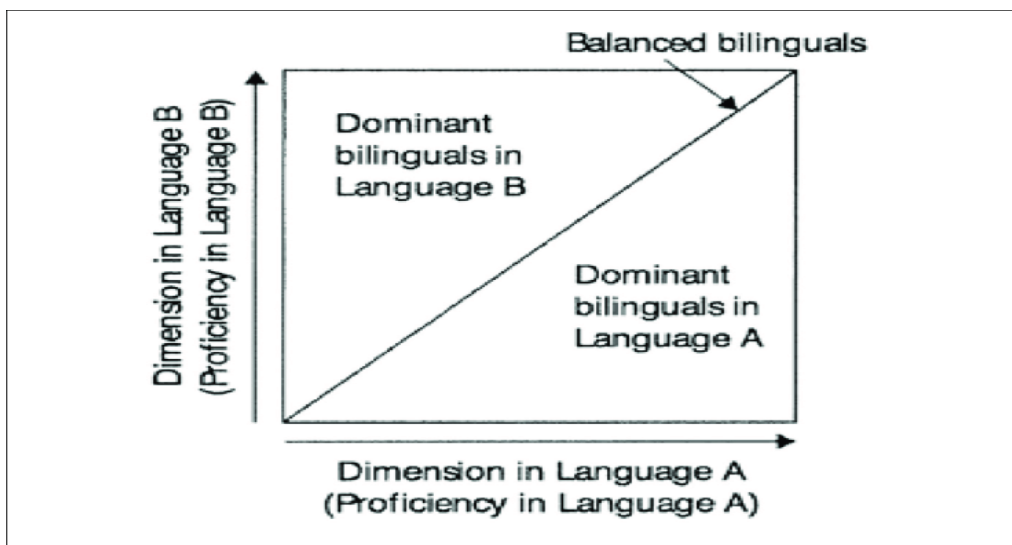 Balanced bilinguals
Dominant
bilinguals in
Language B
Dimension in Language B
(Proficiency in Language B)
Dominant
bilinguals in
Language A
Dimension in Language A
(Proficiency in Language A)